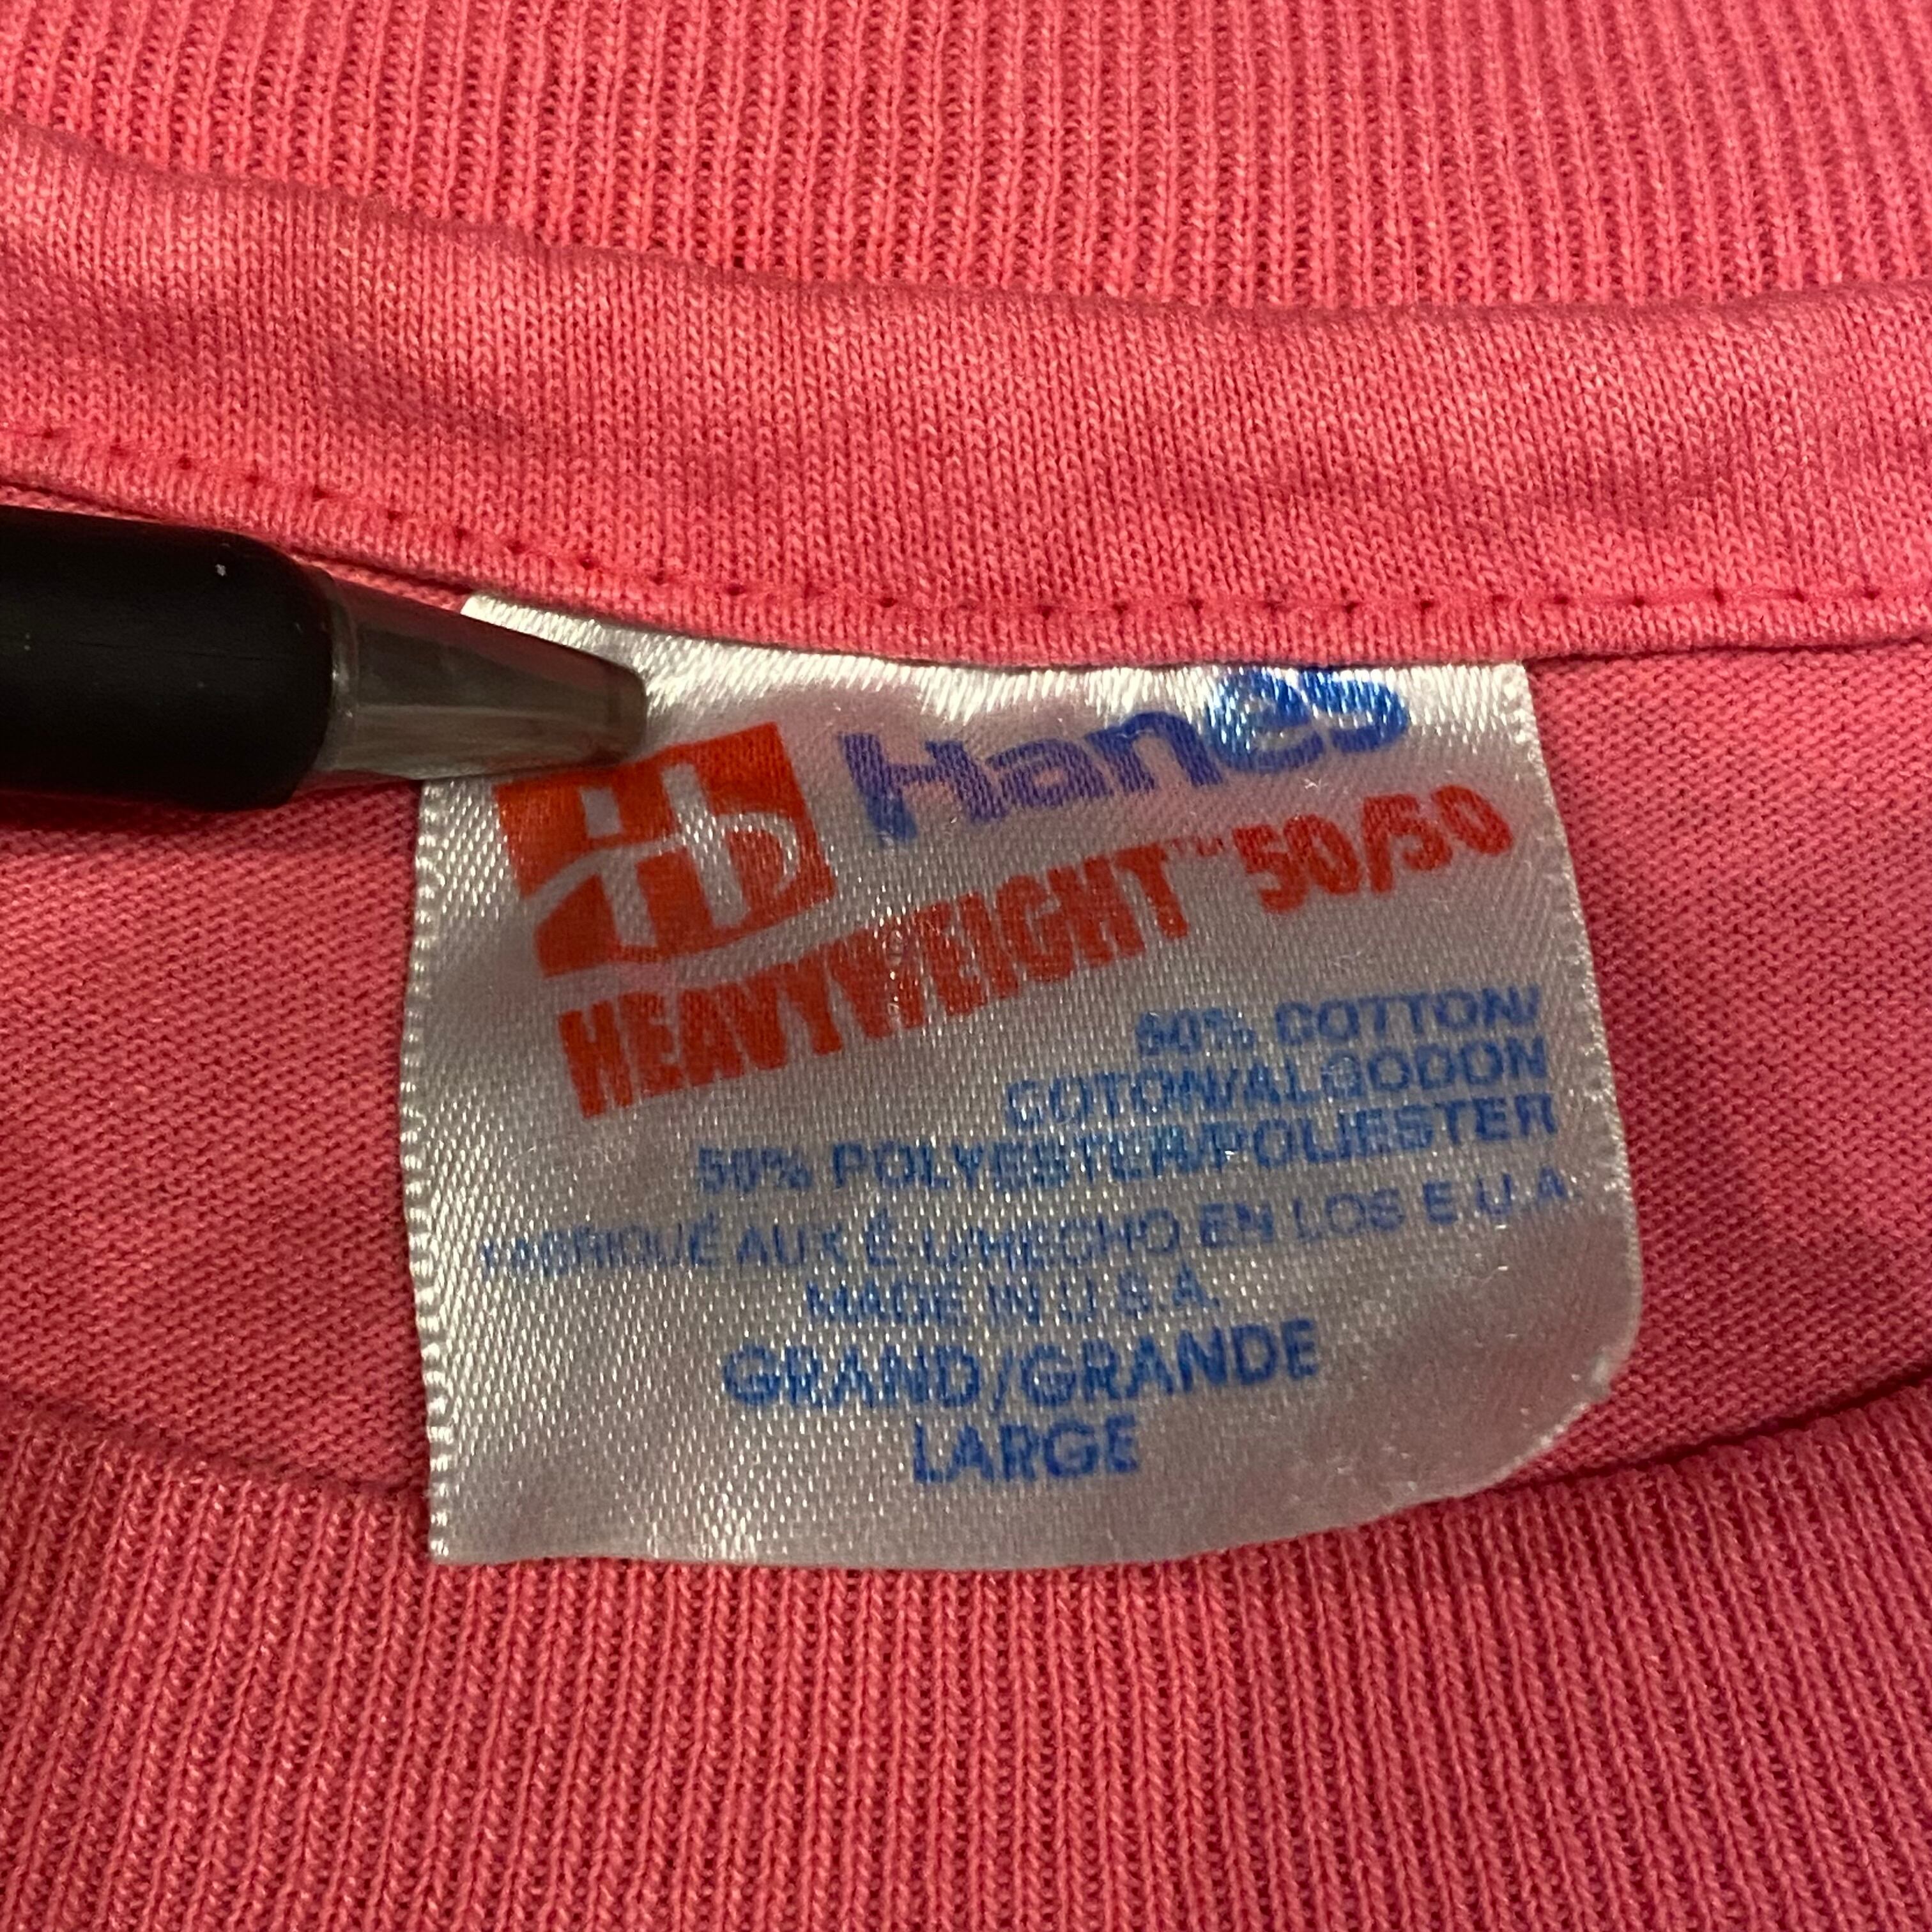 Hanes
HEAVYWEIGHT™ 50/50
50% COTTON/
COTON/ALGODON
50% POLYESTER/POLIESTER
FABRIQUÉ AUX É.-U/HECHO EN LOS E.U.A.
MADE IN U.S.A.
GRAND/GRANDE
LARGE